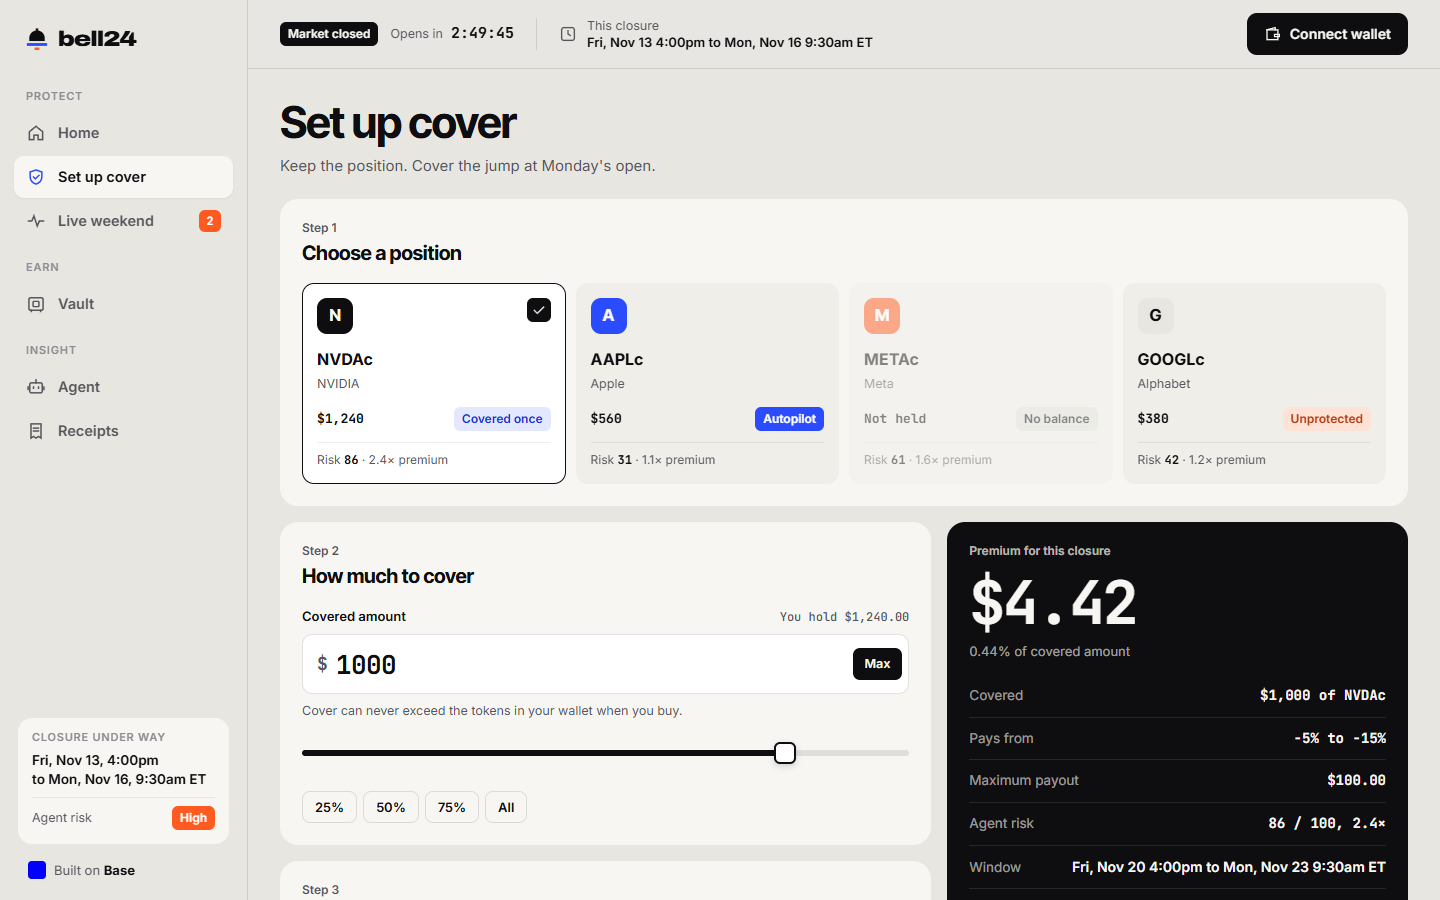 bell24
PROTECT
Home
Set up cover
Live weekend 2
EARN
Vault
INSIGHT
Agent
Receipts
CLOSURE UNDER WAY
Fri, Nov 13, 4:00pm
to Mon, Nov 16, 9:30am ET
Agent risk High
Built on Base
Market closed Opens in 2:49:45
This closure
Fri, Nov 13 4:00pm to Mon, Nov 16 9:30am ET
Connect wallet
Set up cover
Keep the position. Cover the jump at Monday's open.
Step 1
Choose a position
N
NVDAc
NVIDIA
$1,240 Covered once
Risk 86 · 2.4× premium
A
AAPLc
Apple
$560 Autopilot
Risk 31 · 1.1× premium
M
METAc
Meta
Not held No balance
Risk 61 · 1.6× premium
G
GOOGLc
Alphabet
$380 Unprotected
Risk 42 · 1.2× premium
Step 2
How much to cover
Covered amount You hold $1,240.00
$ 1000 Max
Cover can never exceed the tokens in your wallet when you buy.
25% 50% 75% All
Step 3
Premium for this closure
$4.42
0.44% of covered amount
Covered $1,000 of NVDAc
Pays from -5% to -15%
Maximum payout $100.00
Agent risk 86 / 100, 2.4×
Window Fri, Nov 20 4:00pm to Mon, Nov 23 9:30am ET